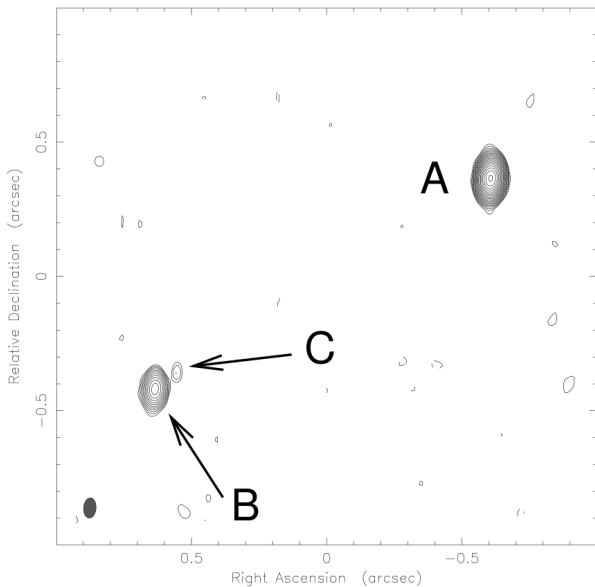 0.5
0
−0.5
Relative Declination (arcsec)
A
C
B
0.5 0 −0.5
Right Ascension (arcsec)